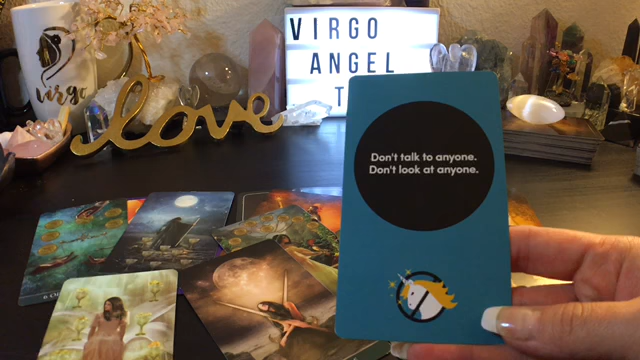 VIRGO
ANGEL
T
virgo
love
Don't talk to anyone.
Don't look at anyone.